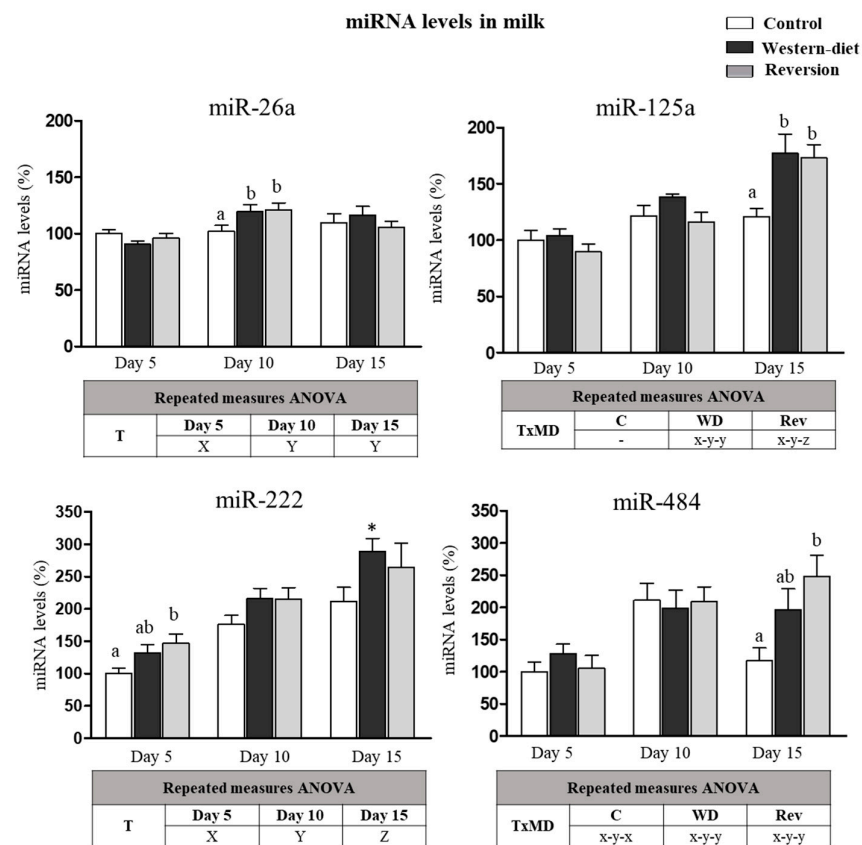 miRNA levels in milk
Control
Western-diet
Reversion
miR-26a
miRNA levels (%)
200
150
100
50
0
a
b
b
Day 5 Day 10 Day 15
Repeated measures ANOVA
T Day 5 Day 10 Day 15
X Y Y
miR-125a
miRNA levels (%)
200
150
100
50
0
a
b
b
Day 5 Day 10 Day 15
Repeated measures ANOVA
TxMD C WD Rev
- x-y-y x-y-z
miR-222
miRNA levels (%)
350
300
250
200
150
100
50
0
a
ab
b
*
Day 5 Day 10 Day 15
Repeated measures ANOVA
T Day 5 Day 10 Day 15
X Y Z
miR-484
miRNA levels (%)
350
300
250
200
150
100
50
0
a
ab
b
Day 5 Day 10 Day 15
Repeated measures ANOVA
TxMD C WD Rev
x-y-x x-y-y x-y-y